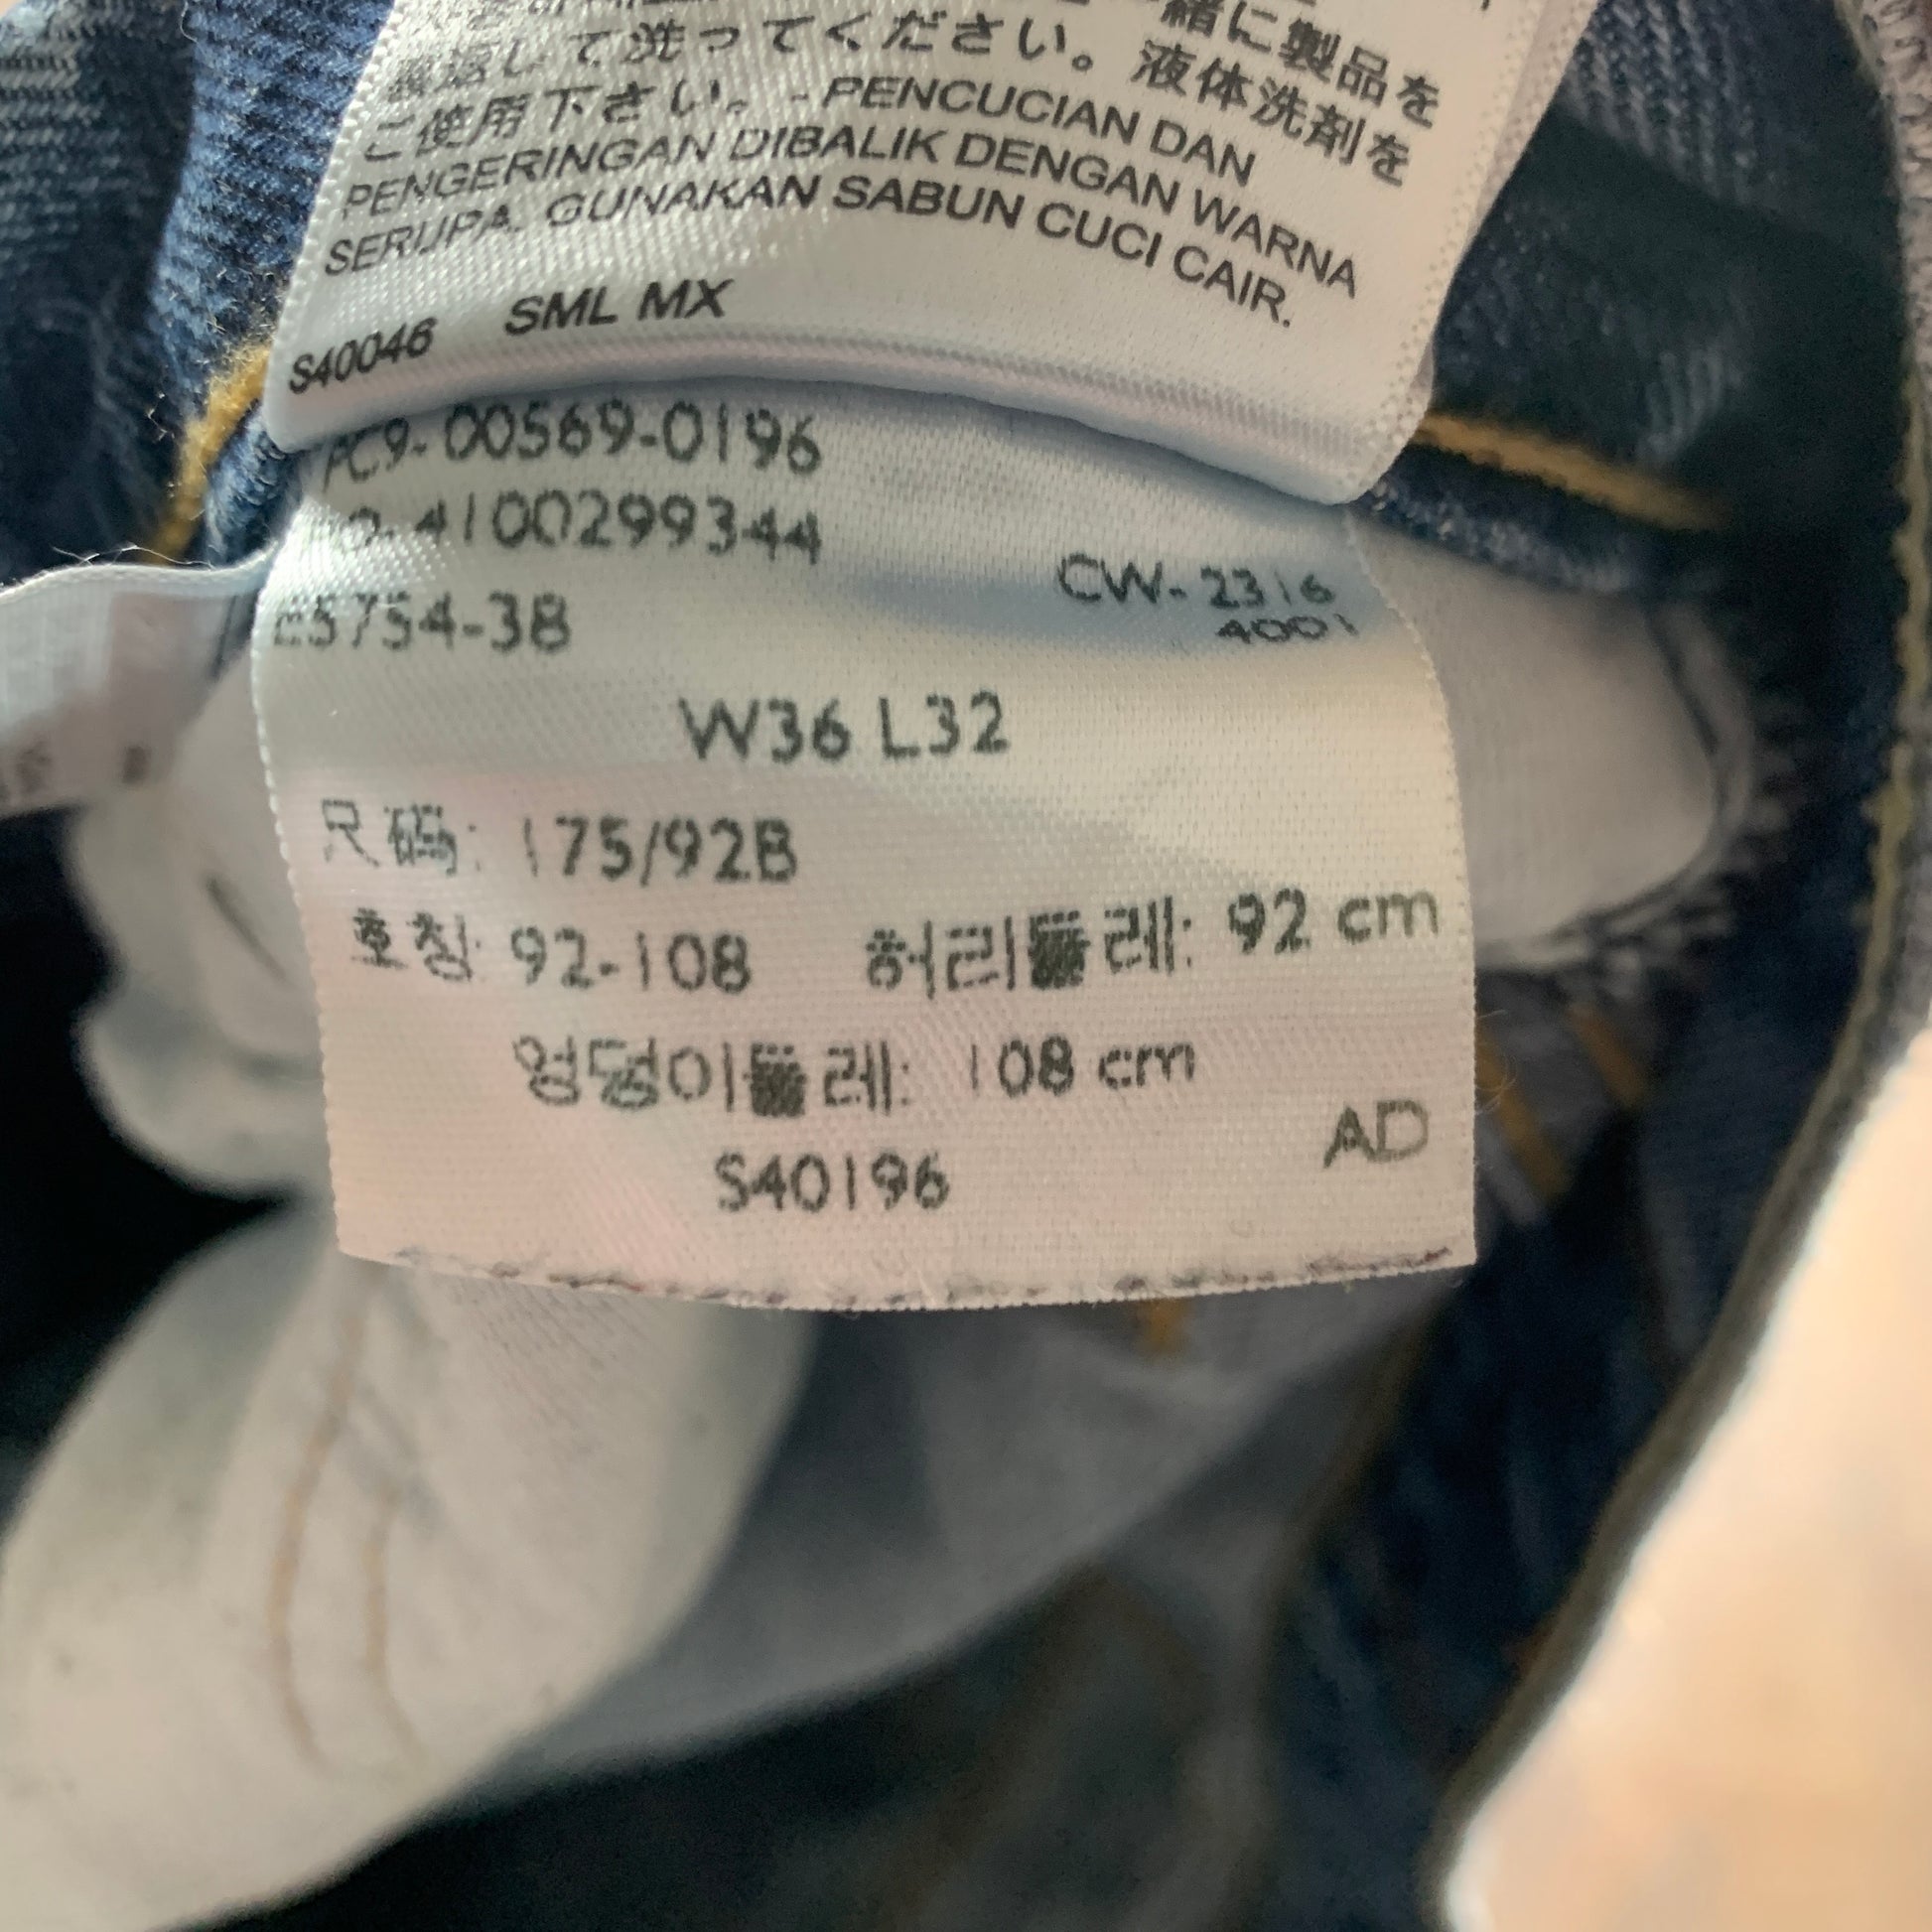 緒に製品を
裏返して洗ってください。液体洗剤を
ご使用下さい。 - PENCUCIAN DAN
PENGERINGAN DIBALIK DENGAN WARNA
SERUPA. GUNAKAN SABUN CUCI CAIR.
S40046 SML MX
PC9-00569-0196
4100299344
CW-2316
4001
E5754-38
W36 L32
尺码: 175/92B
호칭: 92-108 허리둘레: 92 cm
엉덩이둘레: 108 cm
AD
S40196